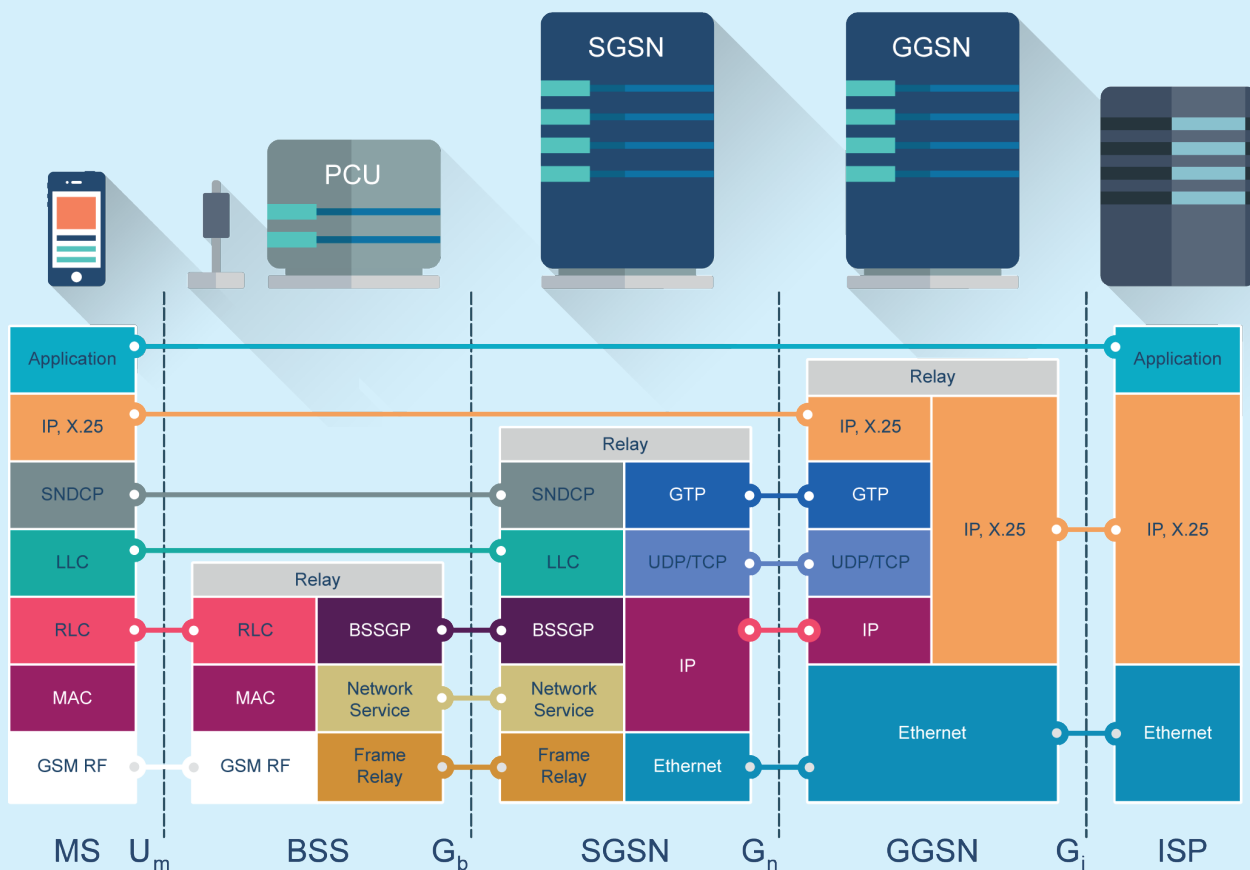 SGSN
GGSN
PCU
Application
Application
Relay
IP, X.25
IP, X.25
Relay
SNDCP
SNDCP
GTP
GTP
IP, X.25
IP, X.25
LLC
LLC
UDP/TCP
UDP/TCP
Relay
RLC
RLC
BSSGP
BSSGP
IP
IP
MAC
MAC
Network
Service
Network
Service
Ethernet
Ethernet
GSM RF
GSM RF
Frame
Relay
Frame
Relay
Ethernet
MS
Um
BSS
Gb
SGSN
Gn
GGSN
Gi
ISP